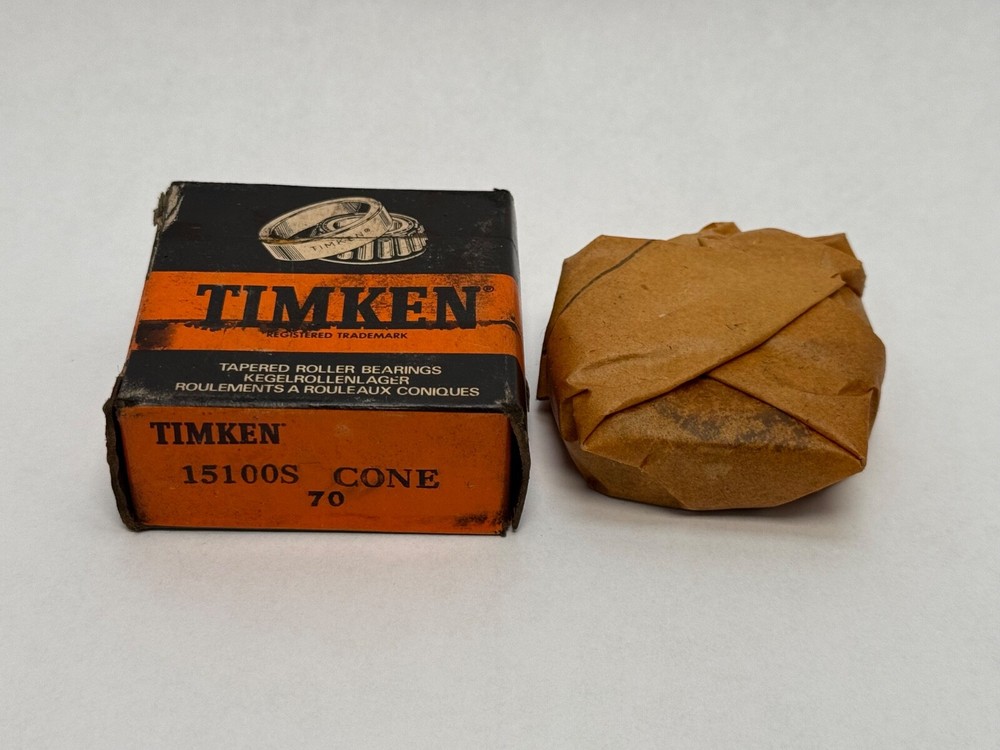 TIMKEN®
TIMKEN®
REGISTERED TRADEMARK
TAPERED ROLLER BEARINGS
KEGELROLLENLAGER
ROULEMENTS A ROULEAUX CONIQUES
TIMKEN
15100S CONE
70